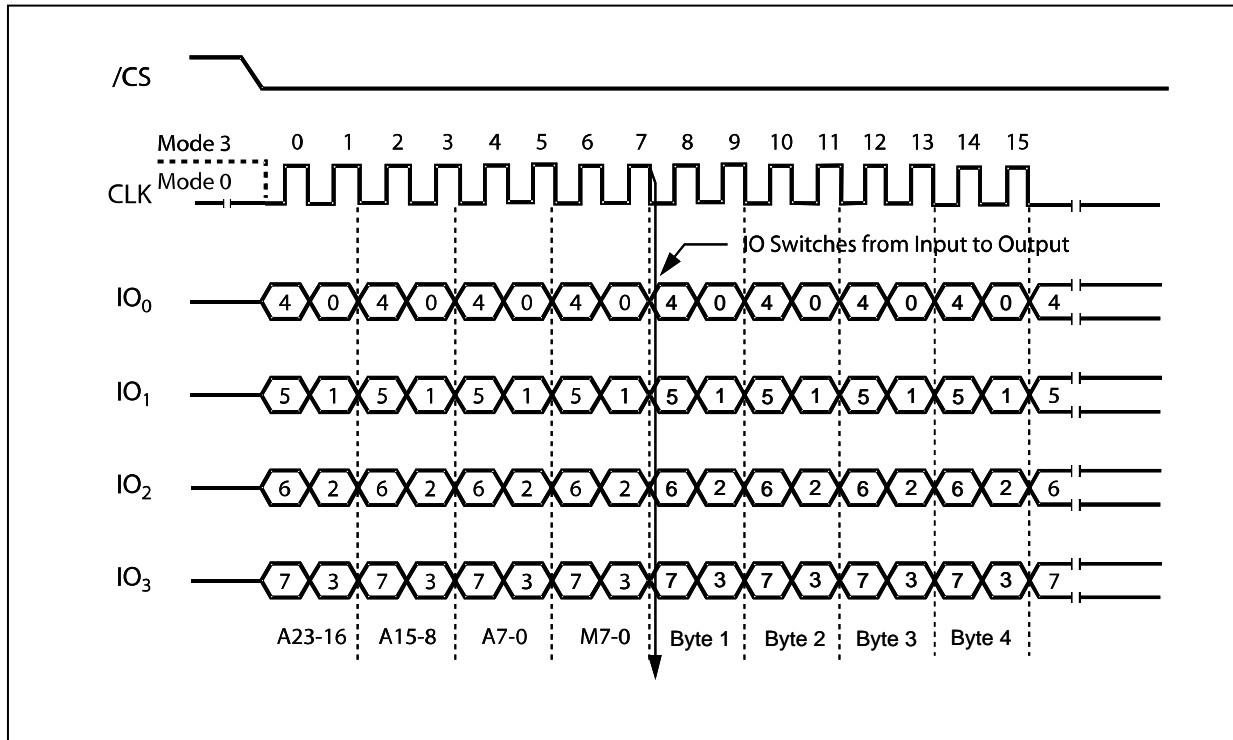 /CS
Mode 3 0 1 2 3 4 5 6 7 8 9 10 11 12 13 14 15
Mode 0
CLK
IO Switches from Input to Output
IO0 4 0 4 0 4 0 4 0 4 0 4 0 4 0 4 0 4
IO1 5 1 5 1 5 1 5 1 5 1 5 1 5 1 5 1 5
IO2 6 2 6 2 6 2 6 2 6 2 6 2 6 2 6 2 6
IO3 7 3 7 3 7 3 7 3 7 3 7 3 7 3 7 3 7
A23-16 A15-8 A7-0 M7-0 Byte 1 Byte 2 Byte 3 Byte 4